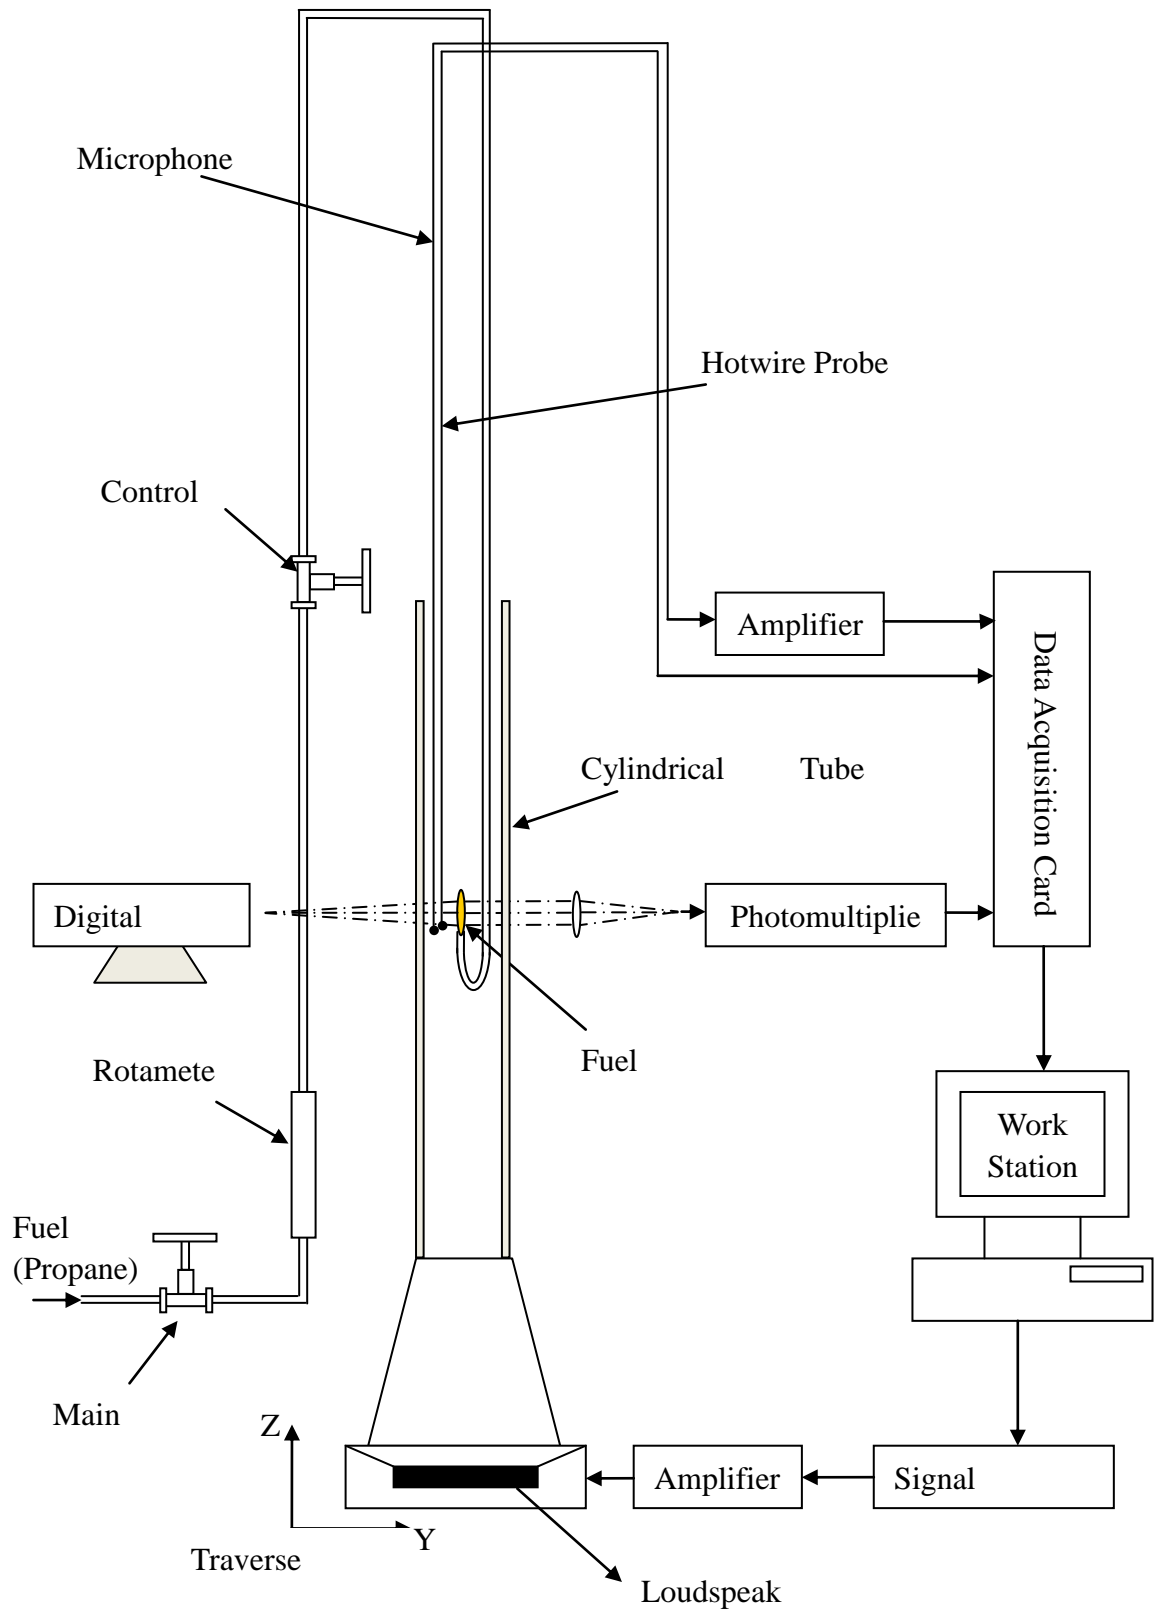 Microphone
Hotwire Probe
Control
Amplifier
Data Acquisition Card
Cylindrical Tube
Digital
Photomultiplie
Fuel
Rotamete
Work
Station
Fuel
(Propane)
Main
Z
Amplifier
Signal
Y
Traverse
Loudspeak